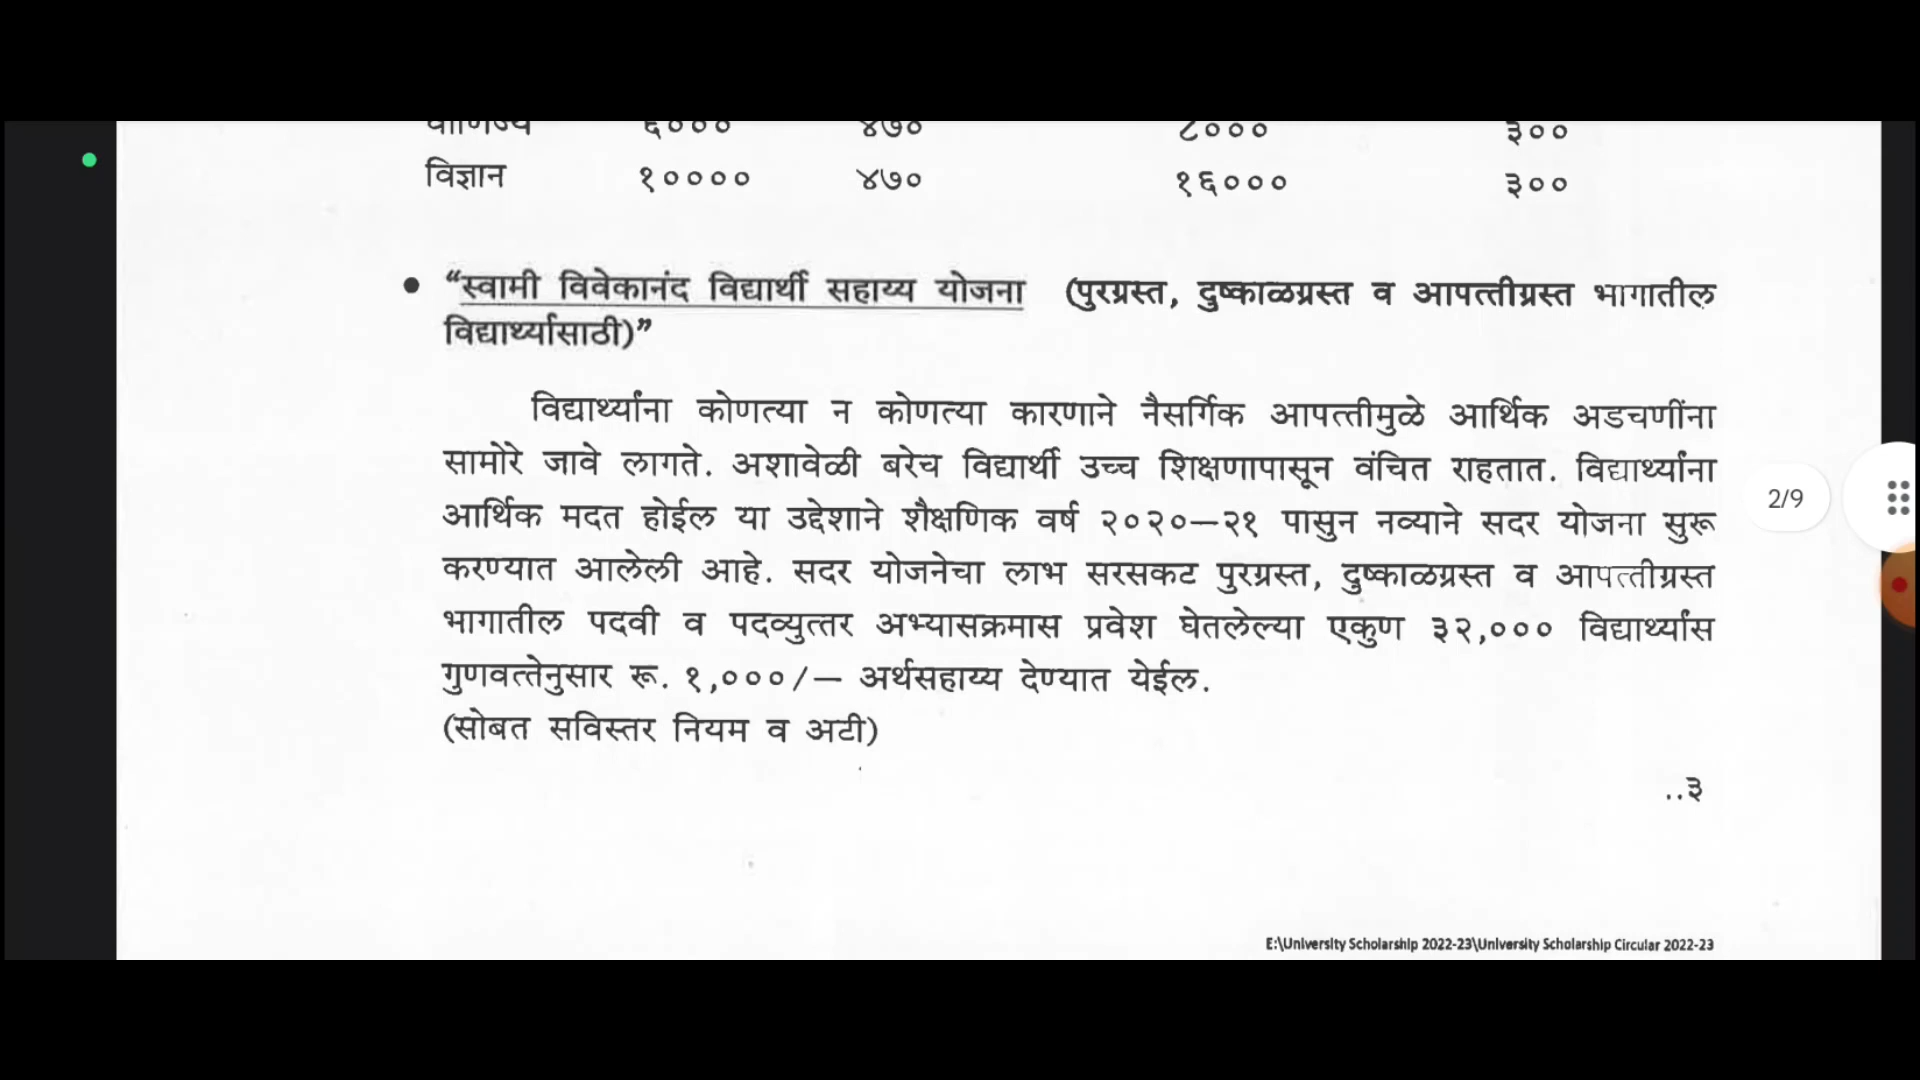 वाणिज्य ६००० ४७० ८००० ३००
विज्ञान १०००० ४७० १६००० ३००
● “स्वामी विवेकानंद विद्यार्थी सहाय्य योजना (पुरग्रस्त, दुष्काळग्रस्त व आपत्तीग्रस्त भागातील
विद्यार्थ्यासाठी)”
विद्यार्थ्यांना कोणत्या न कोणत्या कारणाने नैसर्गिक आपत्तीमुळे आर्थिक अडचणींना
सामोरे जावे लागते. अशावेळी बरेच विद्यार्थी उच्च शिक्षणापासून वंचित राहतात. विद्यार्थ्यांना
आर्थिक मदत होईल या उद्देशाने शैक्षणिक वर्ष २०२०–२१ पासुन नव्याने सदर योजना सुरू
करण्यात आलेली आहे. सदर योजनेचा लाभ सरसकट पुरग्रस्त, दुष्काळग्रस्त व आपत्तीग्रस्त
भागातील पदवी व पदव्युत्तर अभ्यासक्रमास प्रवेश घेतलेल्या एकुण ३२,००० विद्यार्थ्यास
गुणवत्तेनुसार रू. १,०००/– अर्थसहाय्य देण्यात येईल.
(सोबत सविस्तर नियम व अटी)
..३
E:\University Scholarship 2022-23\University Scholarship Circular 2022-23
2/9